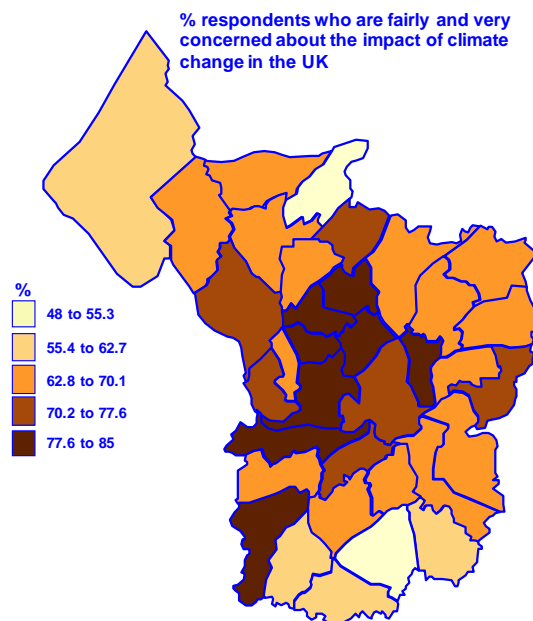 % respondents who are fairly and very
concerned about the impact of climate
change in the UK
%
48 to 55.3
55.4 to 62.7
62.8 to 70.1
70.2 to 77.6
77.6 to 85